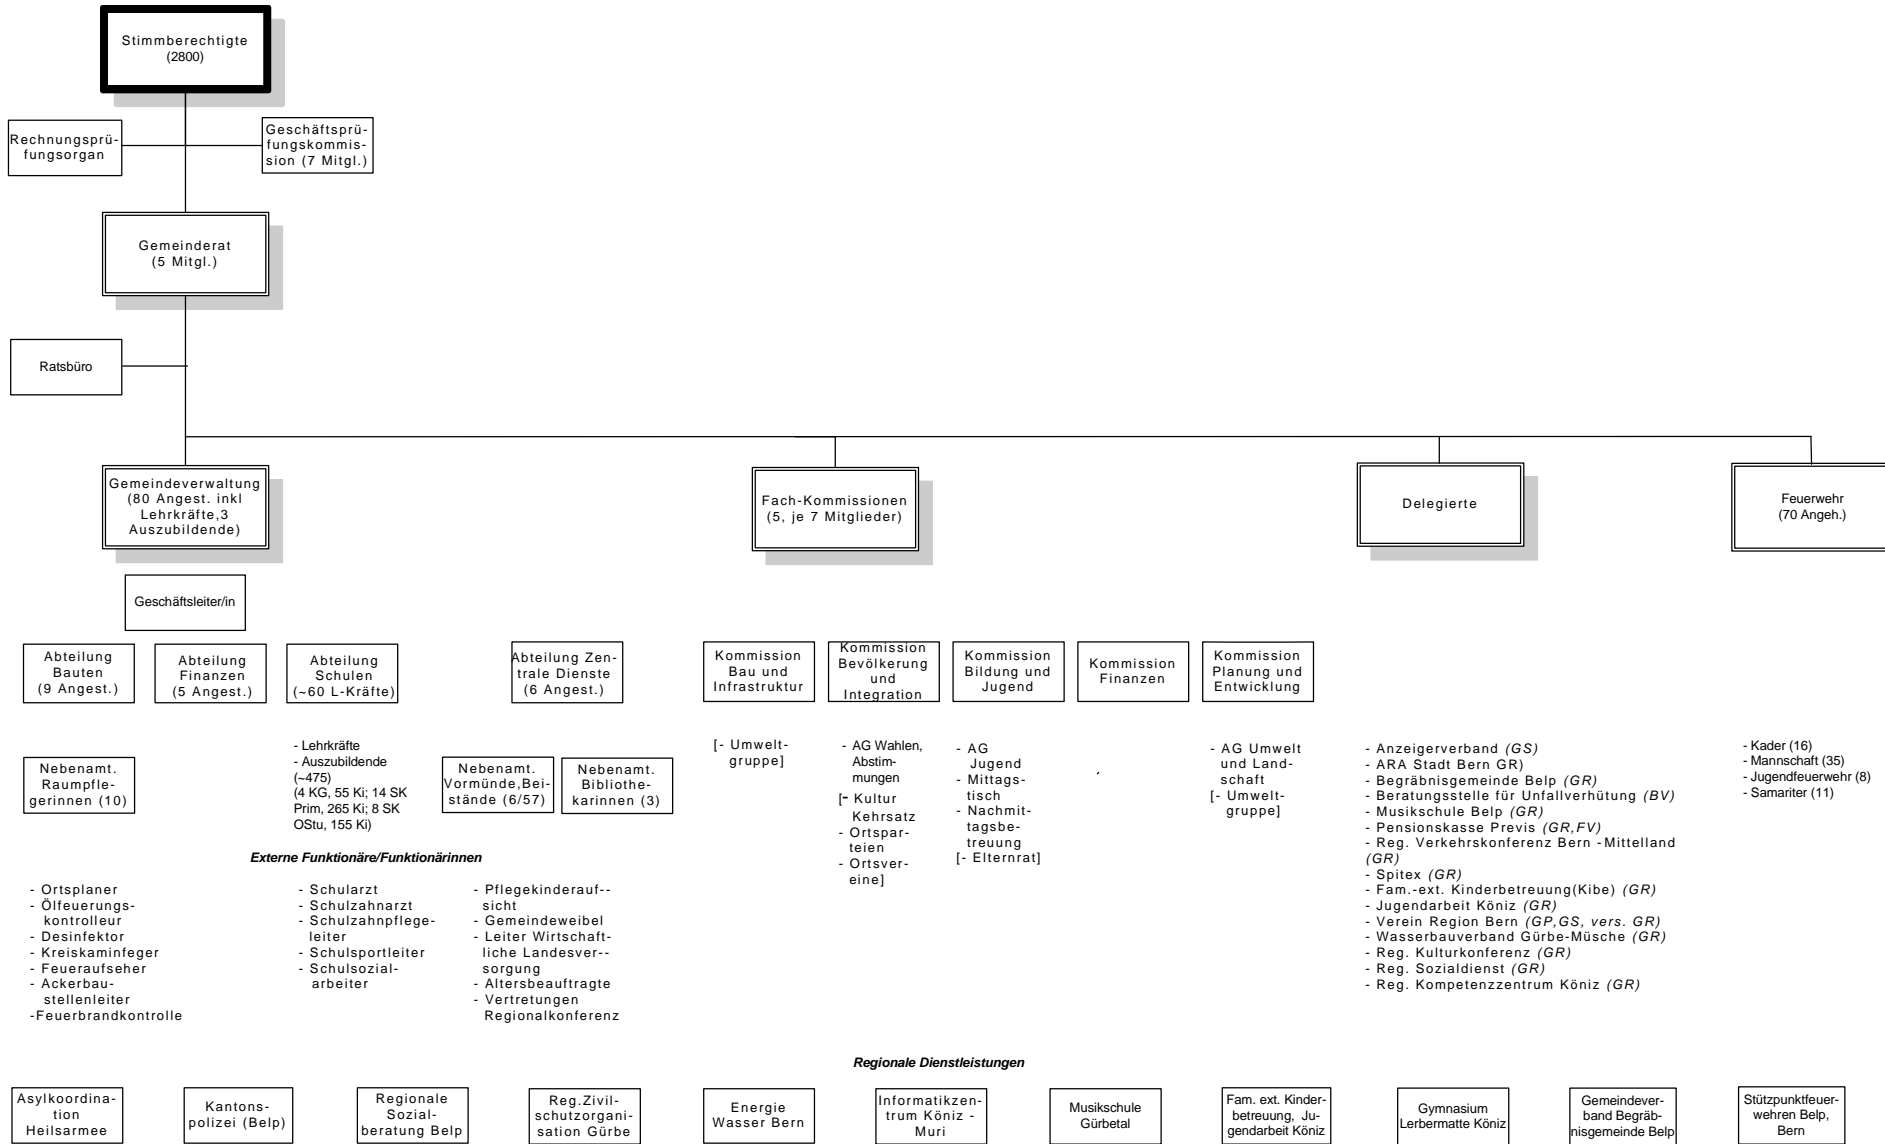 Stimmberechtigte
(2800)
Rechnungsprü-
fungsorgan
Geschäftsprü-
fungskommis-
sion (7 Mitgl.)
Gemeinderat
(5 Mitgl.)
Ratsbüro
Gemeindeverwaltung
(80 Angest. inkl
Lehrkräfte,3
Auszubildende)
Fach-Kommissionen
(5, je 7 Mitglieder)
Delegierte
Feuerwehr
(70 Angeh.)
Geschäftsleiter/in
Abteilung
Bauten
(9 Angest.)
Abteilung
Finanzen
(5 Angest.)
Abteilung
Schulen
(~60 L-Kräfte)
Abteilung Zen-
trale Dienste
(6 Angest.)
Kommission
Bau und
Infrastruktur
Kommission
Bevölkerung
und
Integration
Kommission
Bildung und
Jugend
Kommission
Finanzen
Kommission
Planung und
Entwicklung
Nebenamt.
Raumpfle-
gerinnen (10)
- Lehrkräfte
- Auszubildende
(~475)
(4 KG, 55 Ki; 14 SK
Prim, 265 Ki; 8 SK
OStu, 155 Ki)
Nebenamt.
Vormünde,Bei-
stände (6/57)
Nebenamt.
Bibliothe-
karinnen (3)
[- Umwelt-
gruppe]
- AG Wahlen,
Abstim-
mungen
[- Kultur
Kehrsatz
- Ortspar-
teien
- Ortsver-
eine]
- AG
Jugend
- Mittags-
tisch
- Nachmit-
tagsbe-
treuung
[- Elternrat]
- AG Umwelt
und Land-
schaft
[- Umwelt-
gruppe]
- Anzeigerverband (GS)
- ARA Stadt Bern GR)
- Begräbnisgemeinde Belp (GR)
- Beratungsstelle für Unfallverhütung (BV)
- Musikschule Belp (GR)
- Pensionskasse Previs (GR,FV)
- Reg. Verkehrskonferenz Bern -Mittelland
(GR)
- Spitex (GR)
- Fam.-ext. Kinderbetreuung(Kibe) (GR)
- Jugendarbeit Köniz (GR)
- Verein Region Bern (GP,GS, vers. GR)
- Wasserbauverband Gürbe-Müsche (GR)
- Reg. Kulturkonferenz (GR)
- Reg. Sozialdienst (GR)
- Reg. Kompetenzzentrum Köniz (GR)
- Kader (16)
- Mannschaft (35)
- Jugendfeuerwehr (8)
- Samariter (11)
Externe Funktionäre/Funktionärinnen
- Ortsplaner
- Ölfeuerungs-
kontrolleur
- Desinfektor
- Kreiskaminfeger
- Feueraufseher
- Ackerbau-
stellenleiter
-Feuerbrandkontrolle
- Schularzt
- Schulzahnarzt
- Schulzahnpflege-
leiter
- Schulsportleiter
- Schulsozial-
arbeiter
- Pflegekinderauf--
sicht
- Gemeindeweibel
- Leiter Wirtschaft-
liche Landesver--
sorgung
- Altersbeauftragte
- Vertretungen
Regionalkonferenz
Regionale Dienstleistungen
Asylkoordina-
tion
Heilsarmee
Kantons-
polizei (Belp)
Regionale
Sozial-
beratung Belp
Reg.Zivil-
schutzorgani-
sation Gürbe
Energie
Wasser Bern
Informatikzen-
trum Köniz -
Muri
Musikschule
Gürbetal
Fam. ext. Kinder-
betreuung, Ju-
gendarbeit Köniz
Gymnasium
Lerbermatte Köniz
Gemeindever-
band Begräb-
nisgemeinde Belp
Stützpunktfeuer-
wehren Belp,
Bern